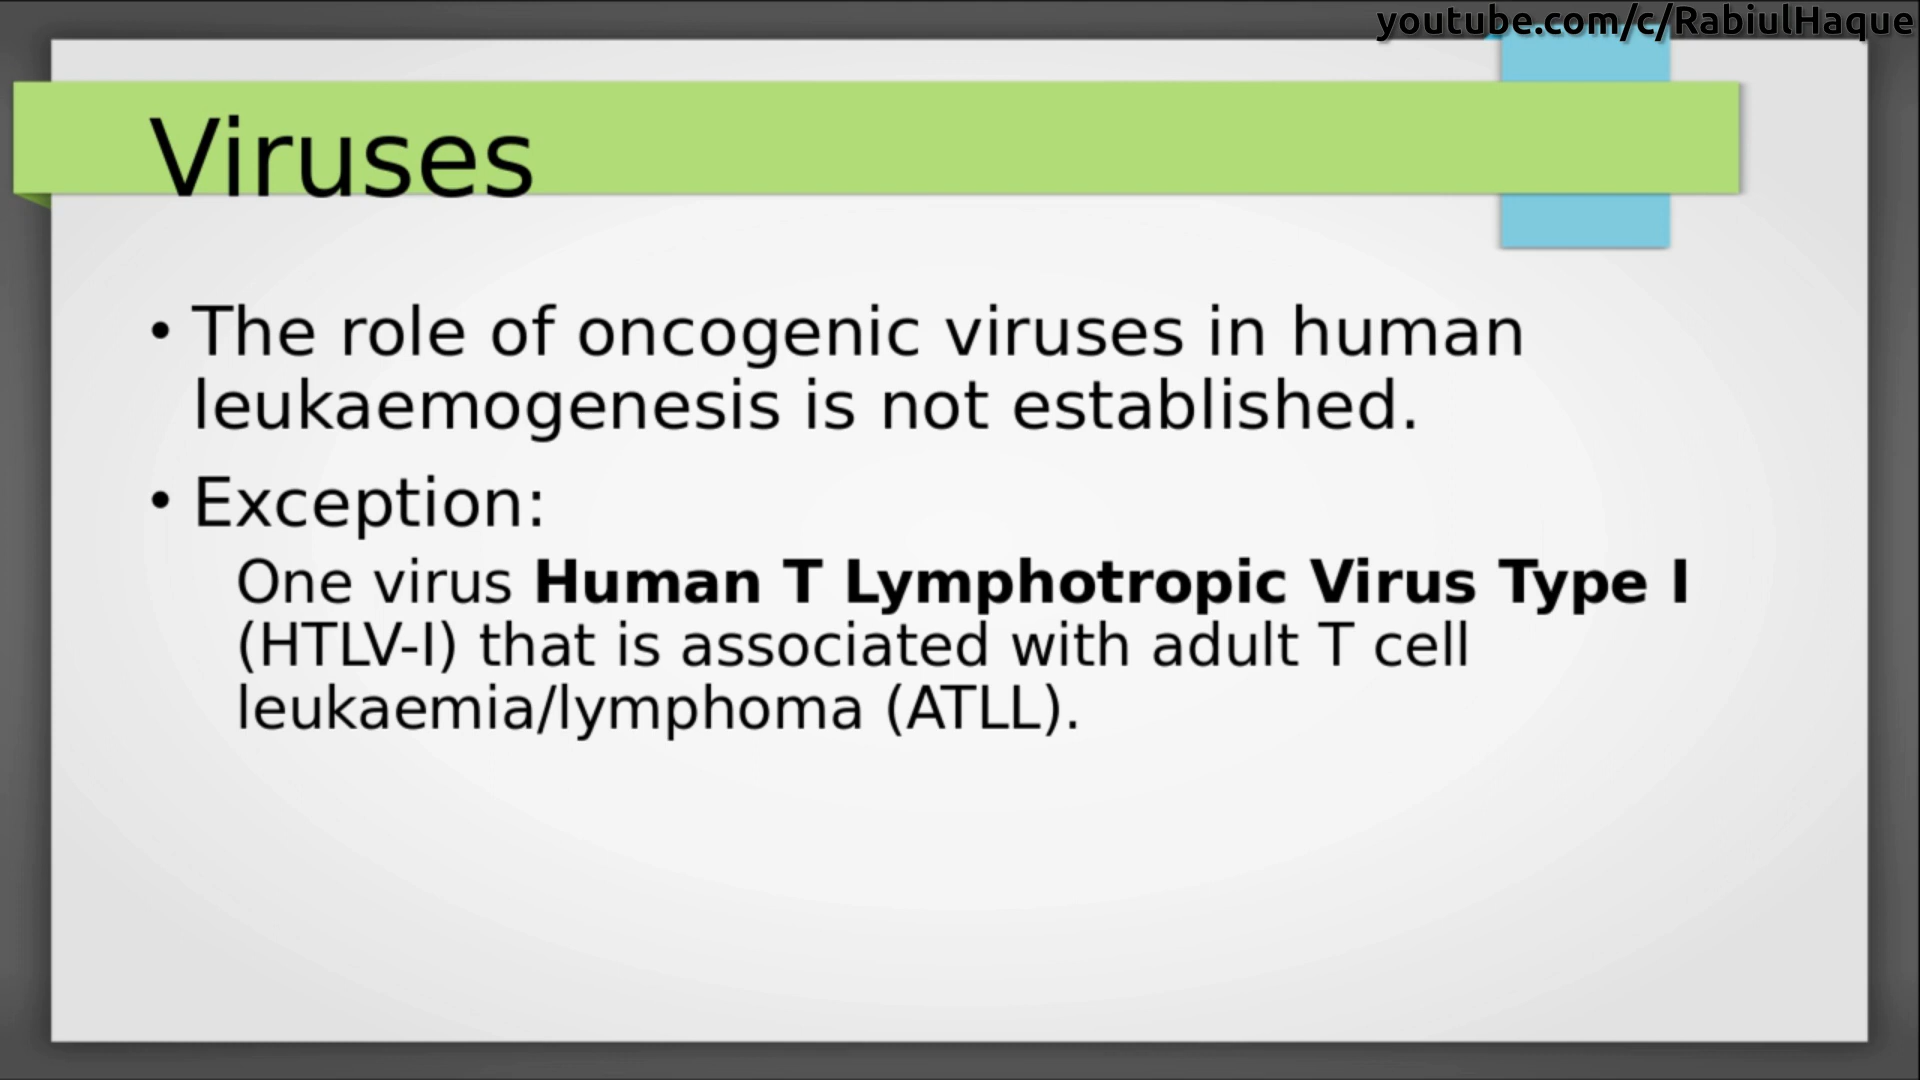 youtube.com/c/RabiulHaque
Viruses
• The role of oncogenic viruses in human
leukaemogenesis is not established.
• Exception:
One virus Human T Lymphotropic Virus Type I
(HTLV-I) that is associated with adult T cell
leukaemia/lymphoma (ATLL).